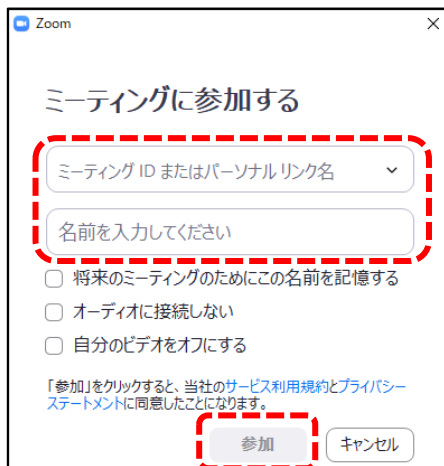 Zoom
ミーティングに参加する
ミーティング ID またはパーソナル リンク名
名前を入力してください
将来のミーティングのためにこの名前を記憶する
オーディオに接続しない
自分のビデオをオフにする
「参加」をクリックすると、当社のサービス利用規約とプライバシー
ステートメントに同意したことになります。
参加 キャンセル